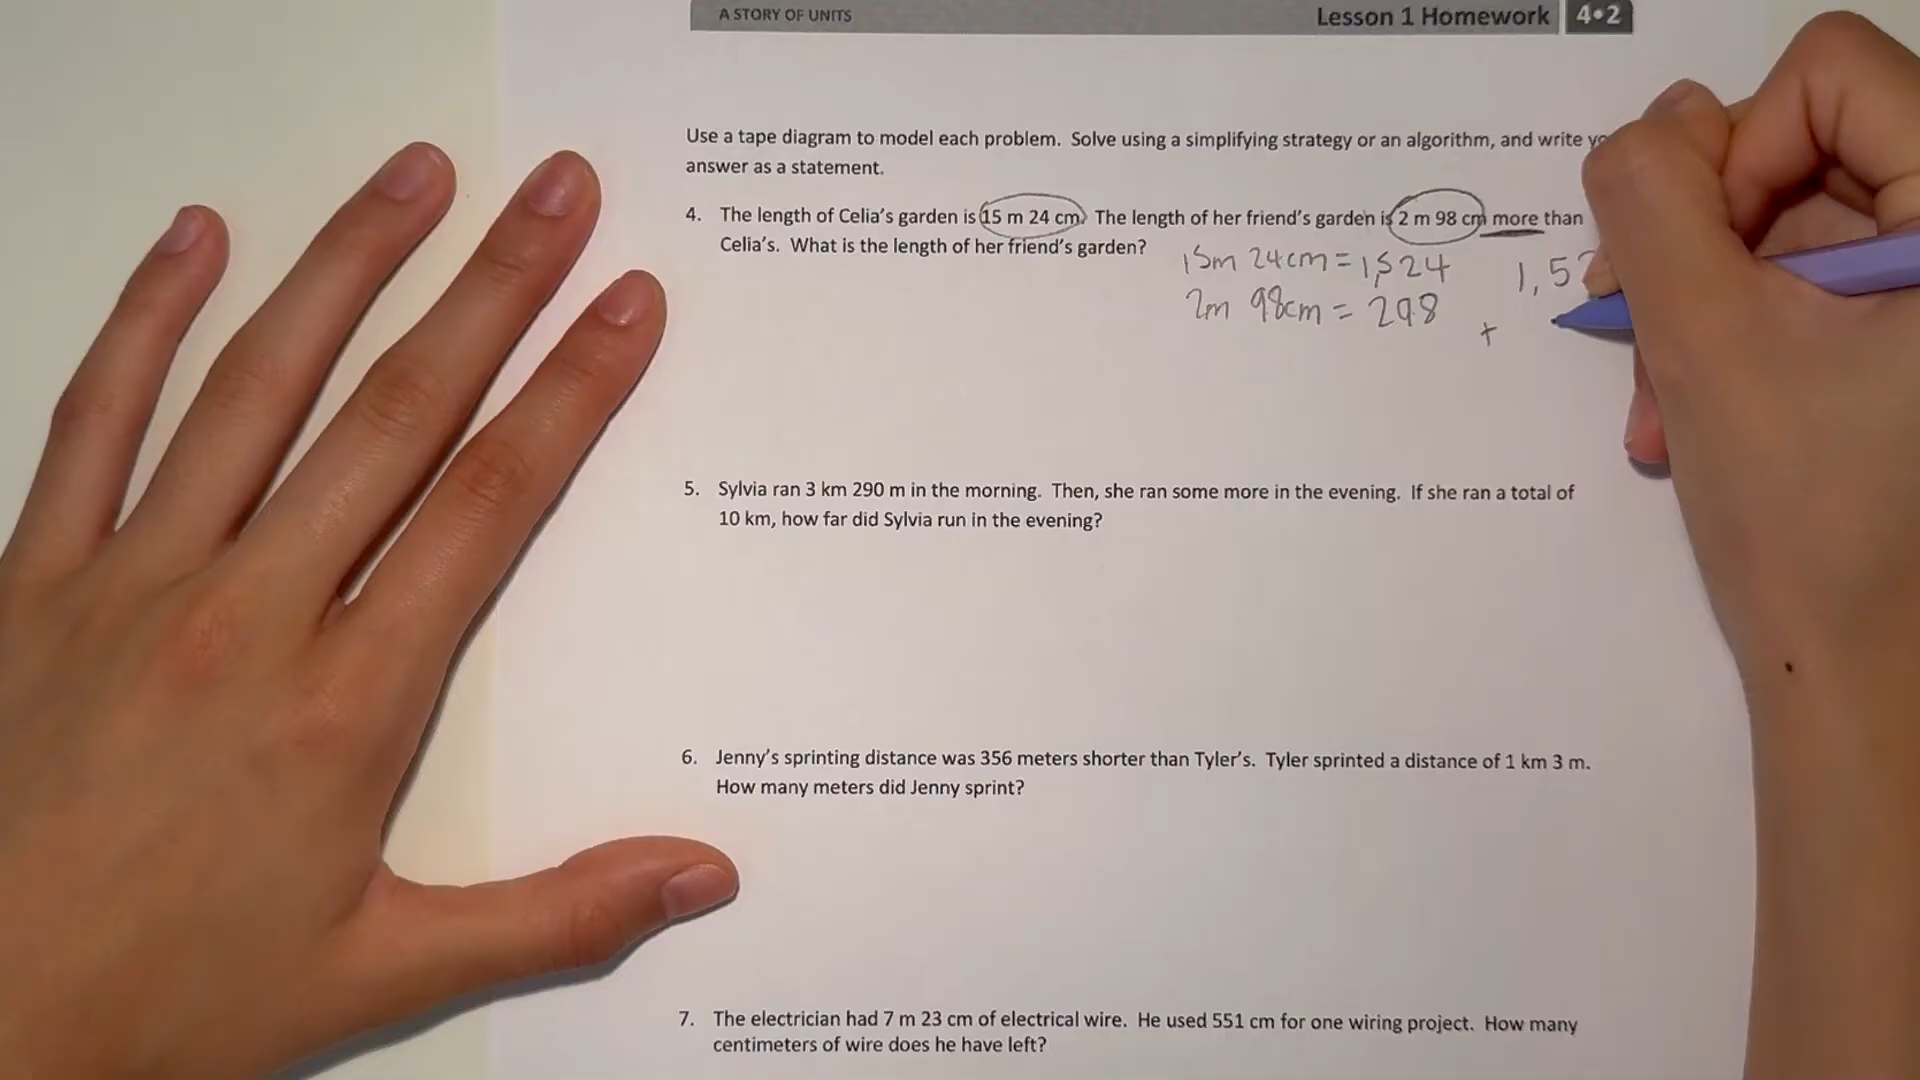 A STORY OF UNITS
Lesson 1 Homework 4•2
Use a tape diagram to model each problem. Solve using a simplifying strategy or an algorithm, and write
answer as a statement.
4. The length of Celia's garden is 15 m 24 cm. The length of her friend's garden is 2 m 98 cm more than
Celia's. What is the length of her friend's garden?
15m 24cm = 1,524
2m 98cm = 298
1,5
+
5. Sylvia ran 3 km 290 m in the morning. Then, she ran some more in the evening. If she ran a total of
10 km, how far did Sylvia run in the evening?
6. Jenny's sprinting distance was 356 meters shorter than Tyler's. Tyler sprinted a distance of 1 km 3 m.
How many meters did Jenny sprint?
7. The electrician had 7 m 23 cm of electrical wire. He used 551 cm for one wiring project. How many
centimeters of wire does he have left?